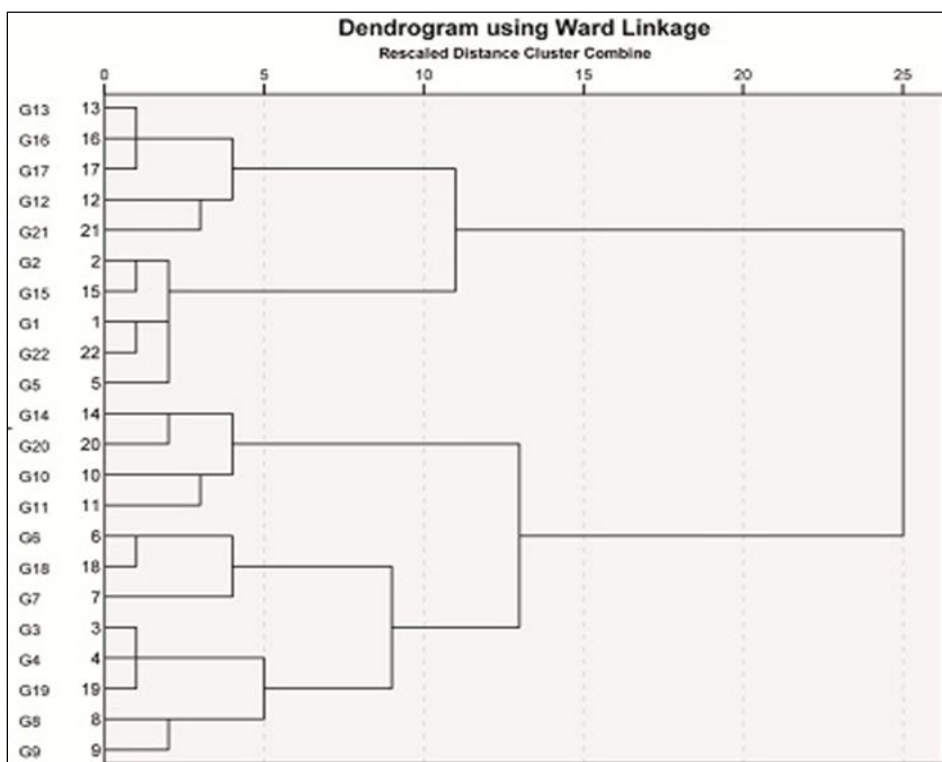 Dendrogram using Ward Linkage
Rescaled Distance Cluster Combine
0 5 10 15 20 25
G13 13
G16 16
G17 17
G12 12
G21 21
G2 2
G15 15
G1 1
G22 22
G5 5
G14 14
G20 20
G10 10
G11 11
G6 6
G18 18
G7 7
G3 3
G4 4
G19 19
G8 8
G9 9